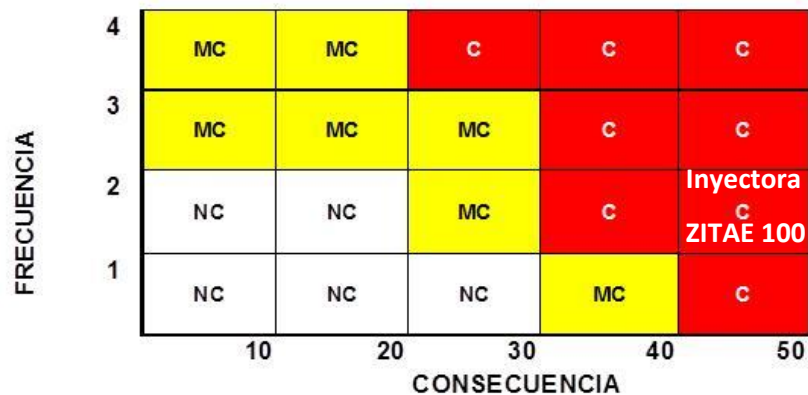 4
MC MC C C C
3
MC MC MC C C
2
NC NC MC C C
Inyectora
ZITAE 100
1
NC NC NC MC C
FRECUENCIA
10 20 30 40 50
CONSECUENCIA